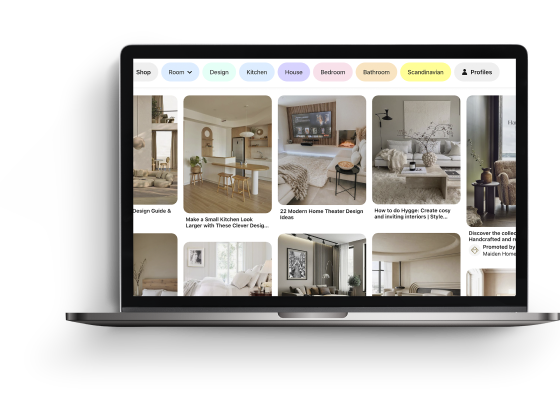 Shop
Room
Design
Kitchen
House
Bedroom
Bathroom
Scandinavian
Profiles
Design Guide &
Make a Small Kitchen Look
Larger with These Clever Desig...
22 Modern Home Theater Design
Ideas
How to do Hygge: Create cosy
and inviting interiors | Style...
Discover the collec
Handcrafted and re
Promoted by
Maiden Home